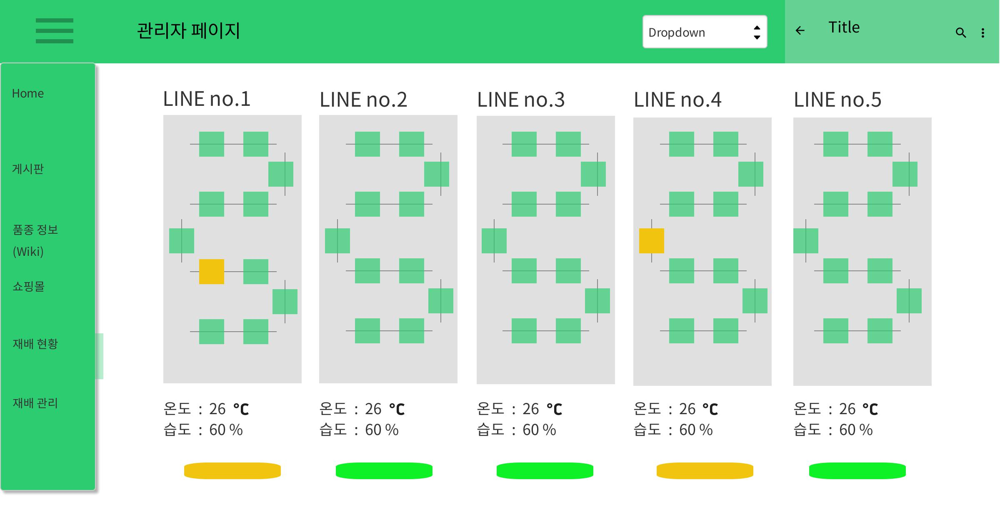 관리자 페이지
Dropdown
Title
Home
게시판
품종 정보
(Wiki)
쇼핑몰
재배 현황
재배 관리
LINE no.1
LINE no.2
LINE no.3
LINE no.4
LINE no.5
온도 : 26 °C
습도 : 60 %
온도 : 26 °C
습도 : 60 %
온도 : 26 °C
습도 : 60 %
온도 : 26 °C
습도 : 60 %
온도 : 26 °C
습도 : 60 %